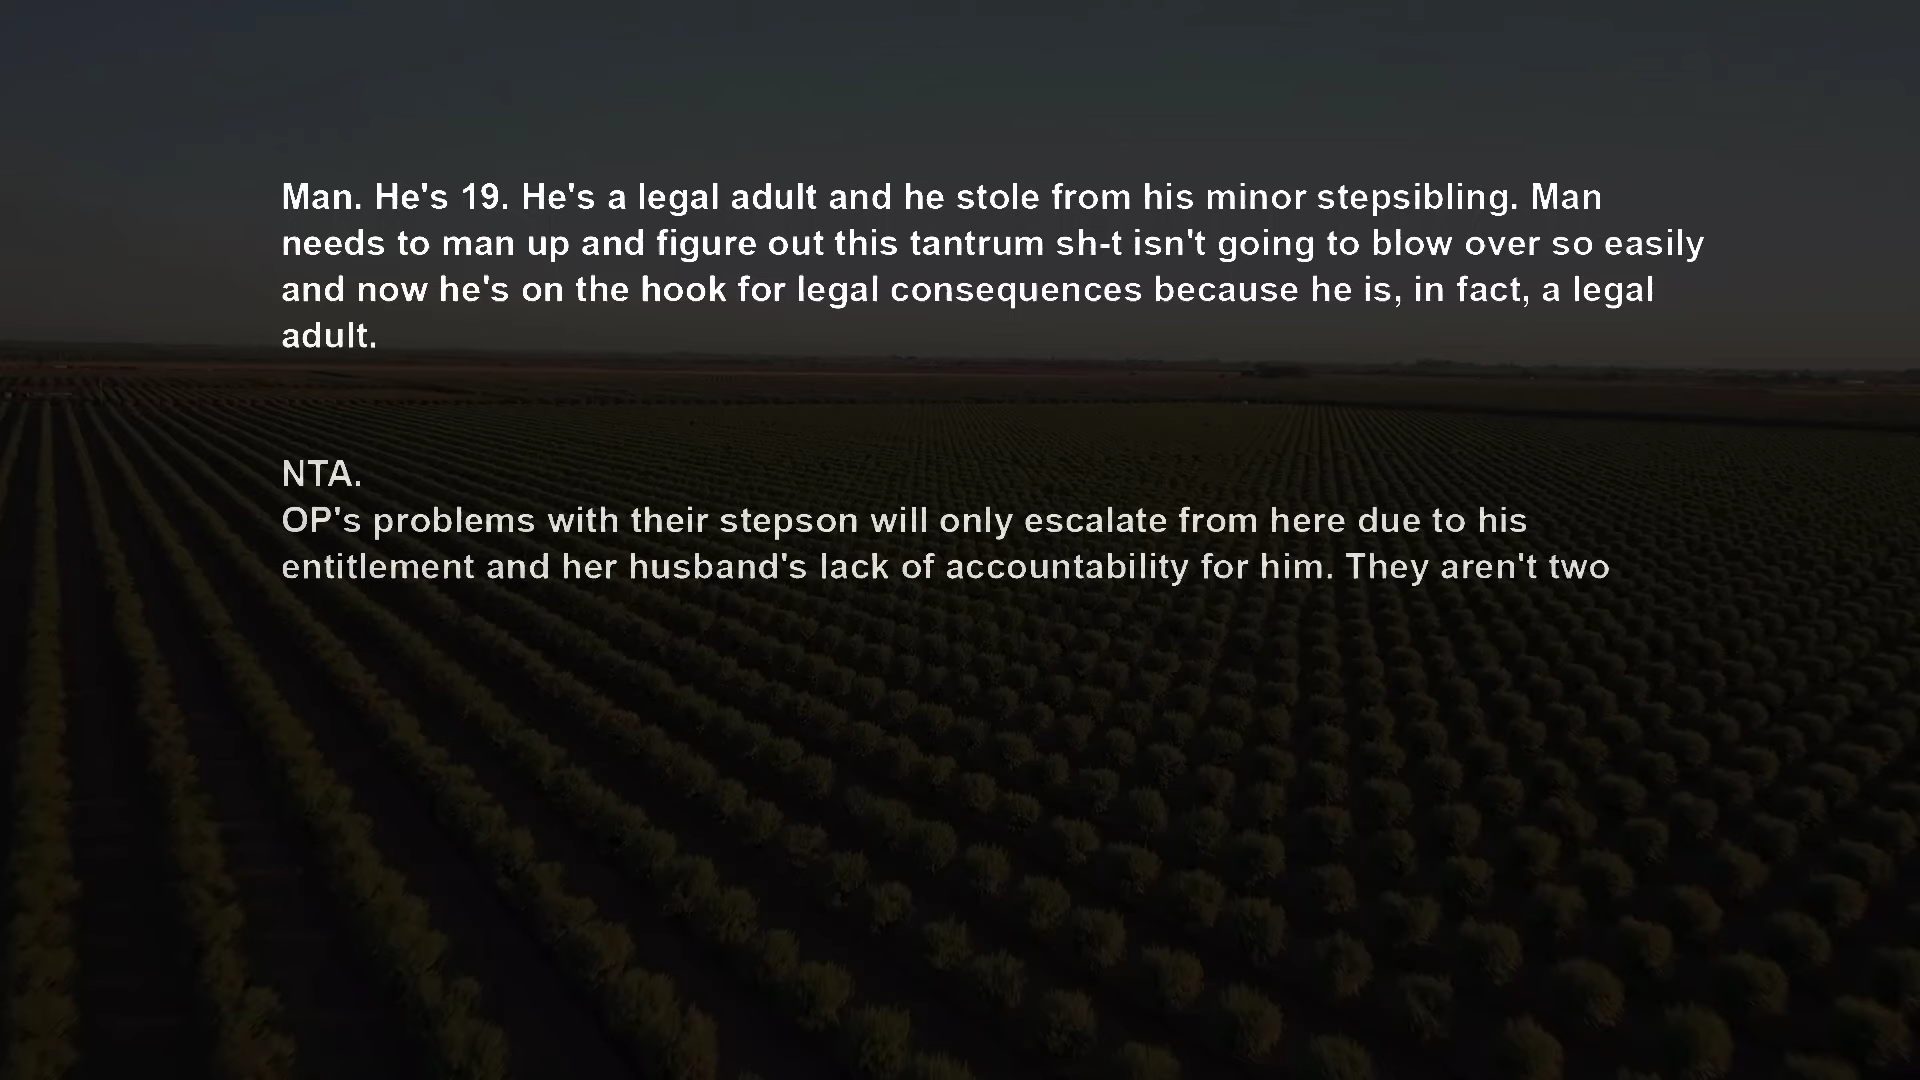 Man. He's 19. He's a legal adult and he stole from his minor stepsibling. Man
needs to man up and figure out this tantrum sh-t isn't going to blow over so easily
and now he's on the hook for legal consequences because he is, in fact, a legal
adult.
NTA.
OP's problems with their stepson will only escalate from here due to his
entitlement and her husband's lack of accountability for him. They aren't two